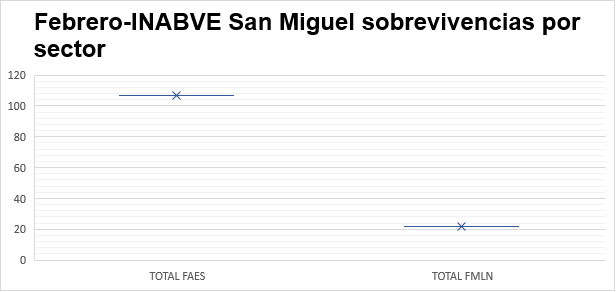 Febrero-INABVE San Miguel sobrevivencias por
sector
120
100
80
60
40
20
0
TOTAL FAES
TOTAL FMLN